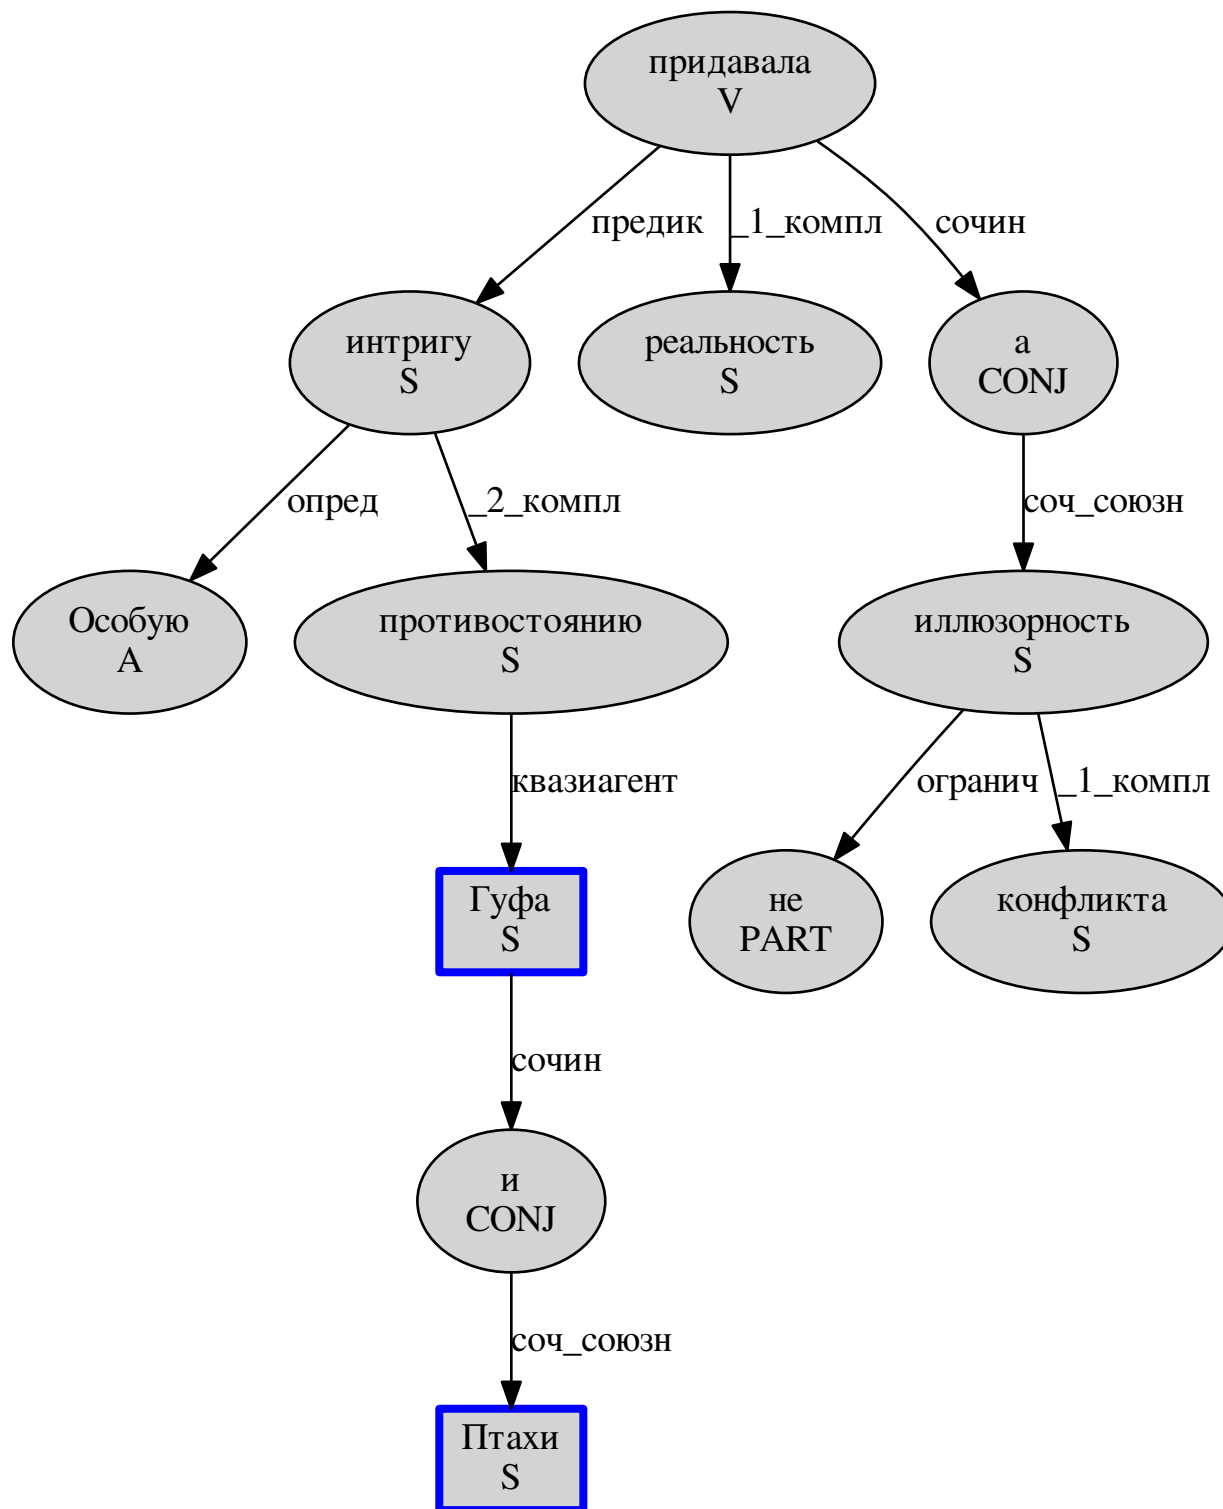 придавала
V
предик
_1_компл
сочин
интригу
S
реальность
S
а
CONJ
опред
_2_компл
соч_союзн
Особую
A
противостоянию
S
иллюзорность
S
квазиагент
огранич
_1_компл
Гуфа
S
не
PART
конфликта
S
сочин
и
CONJ
соч_союзн
Птахи
S